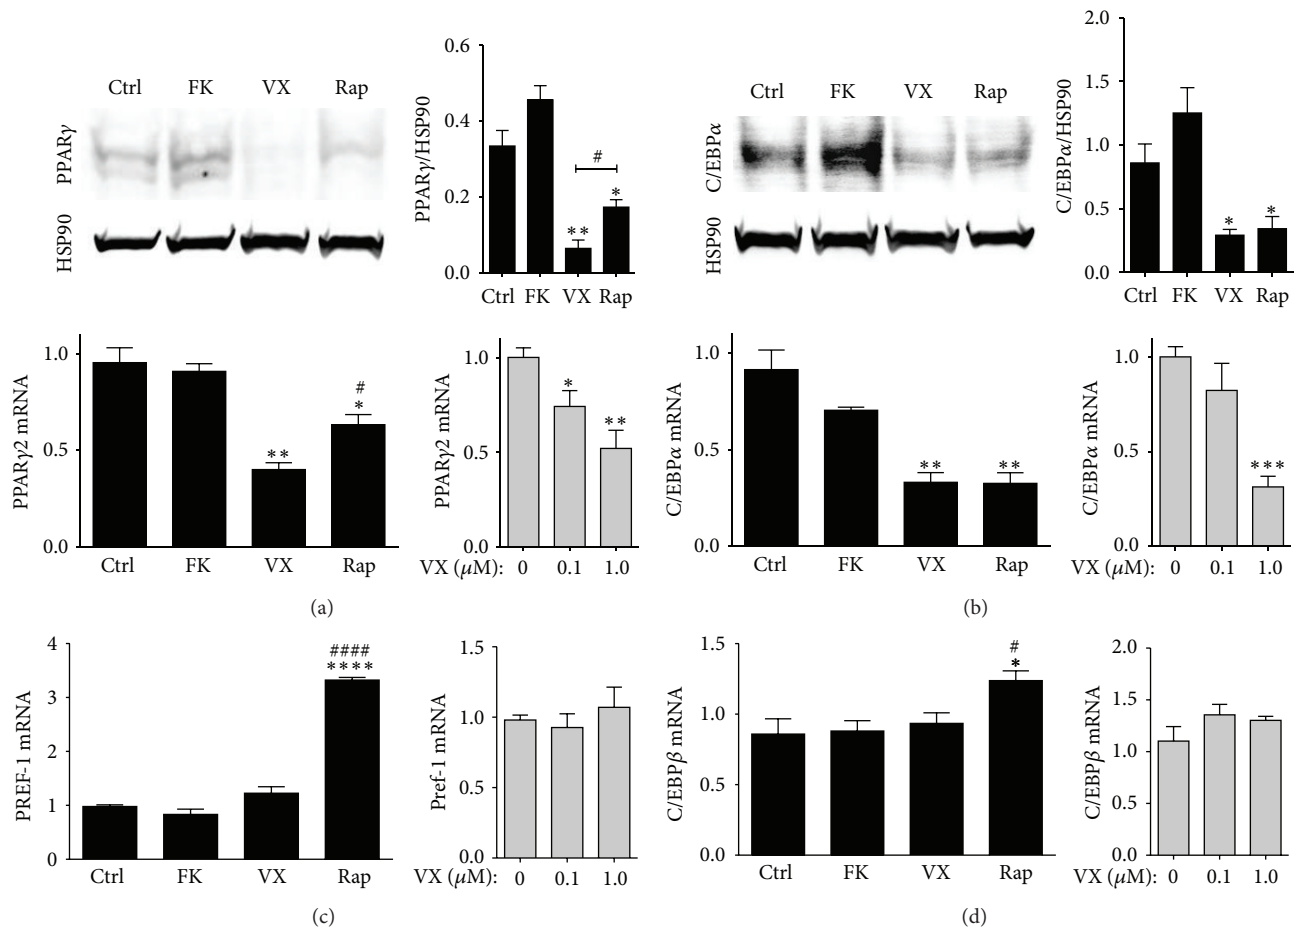 Ctrl FK VX Rap
PPARγ
HSP90
PPARγ/HSP90
0.6
0.4
0.2
0.0
#
**
*
Ctrl FK VX Rap
Ctrl FK VX Rap
C/EBPα
HSP90
C/EBPα/HSP90
2.0
1.5
1.0
0.5
0.0
*
*
Ctrl FK VX Rap
PPARγ2 mRNA
1.0
0.5
0.0
**
#
*
Ctrl FK VX Rap
PPARγ2 mRNA
1.0
0.5
0.0
*
**
VX (μM): 0 0.1 1.0
(a)
C/EBPα mRNA
1.0
0.5
0.0
**
**
Ctrl FK VX Rap
C/EBPα mRNA
1.0
0.5
0.0
***
VX (μM): 0 0.1 1.0
(b)
PREF-1 mRNA
4
3
2
1
0
####
****
Ctrl FK VX Rap
Pref-1 mRNA
1.5
1.0
0.5
0.0
VX (μM): 0 0.1 1.0
(c)
C/EBPβ mRNA
1.5
1.0
0.5
0.0
#
*
Ctrl FK VX Rap
C/EBPβ mRNA
2.0
1.5
1.0
0.5
0.0
VX (μM): 0 0.1 1.0
(d)